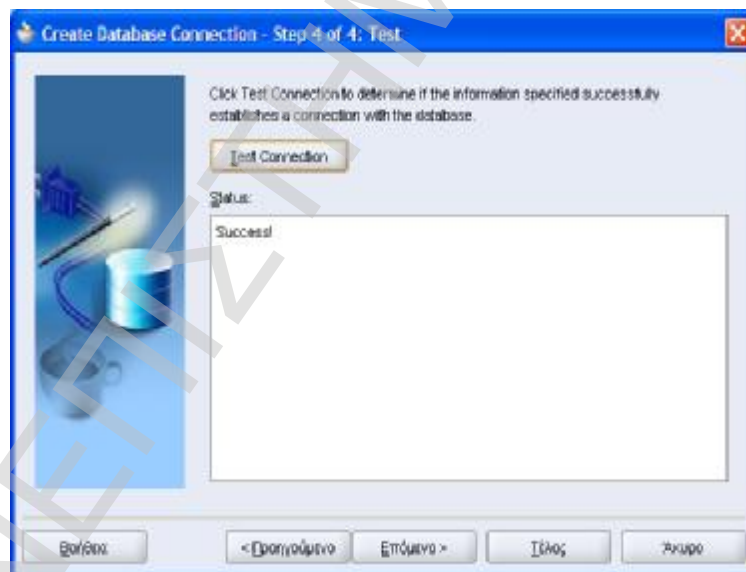 Create Database Connection - Step 4 of 4: Test
Click Test Connection to determine if the information specified successfully
establishes a connection with the database.
Test Connection
Status:
Success!
Βοήθεια
< Προηγούμενο
Επόμενο >
Τέλος
Άκυρο